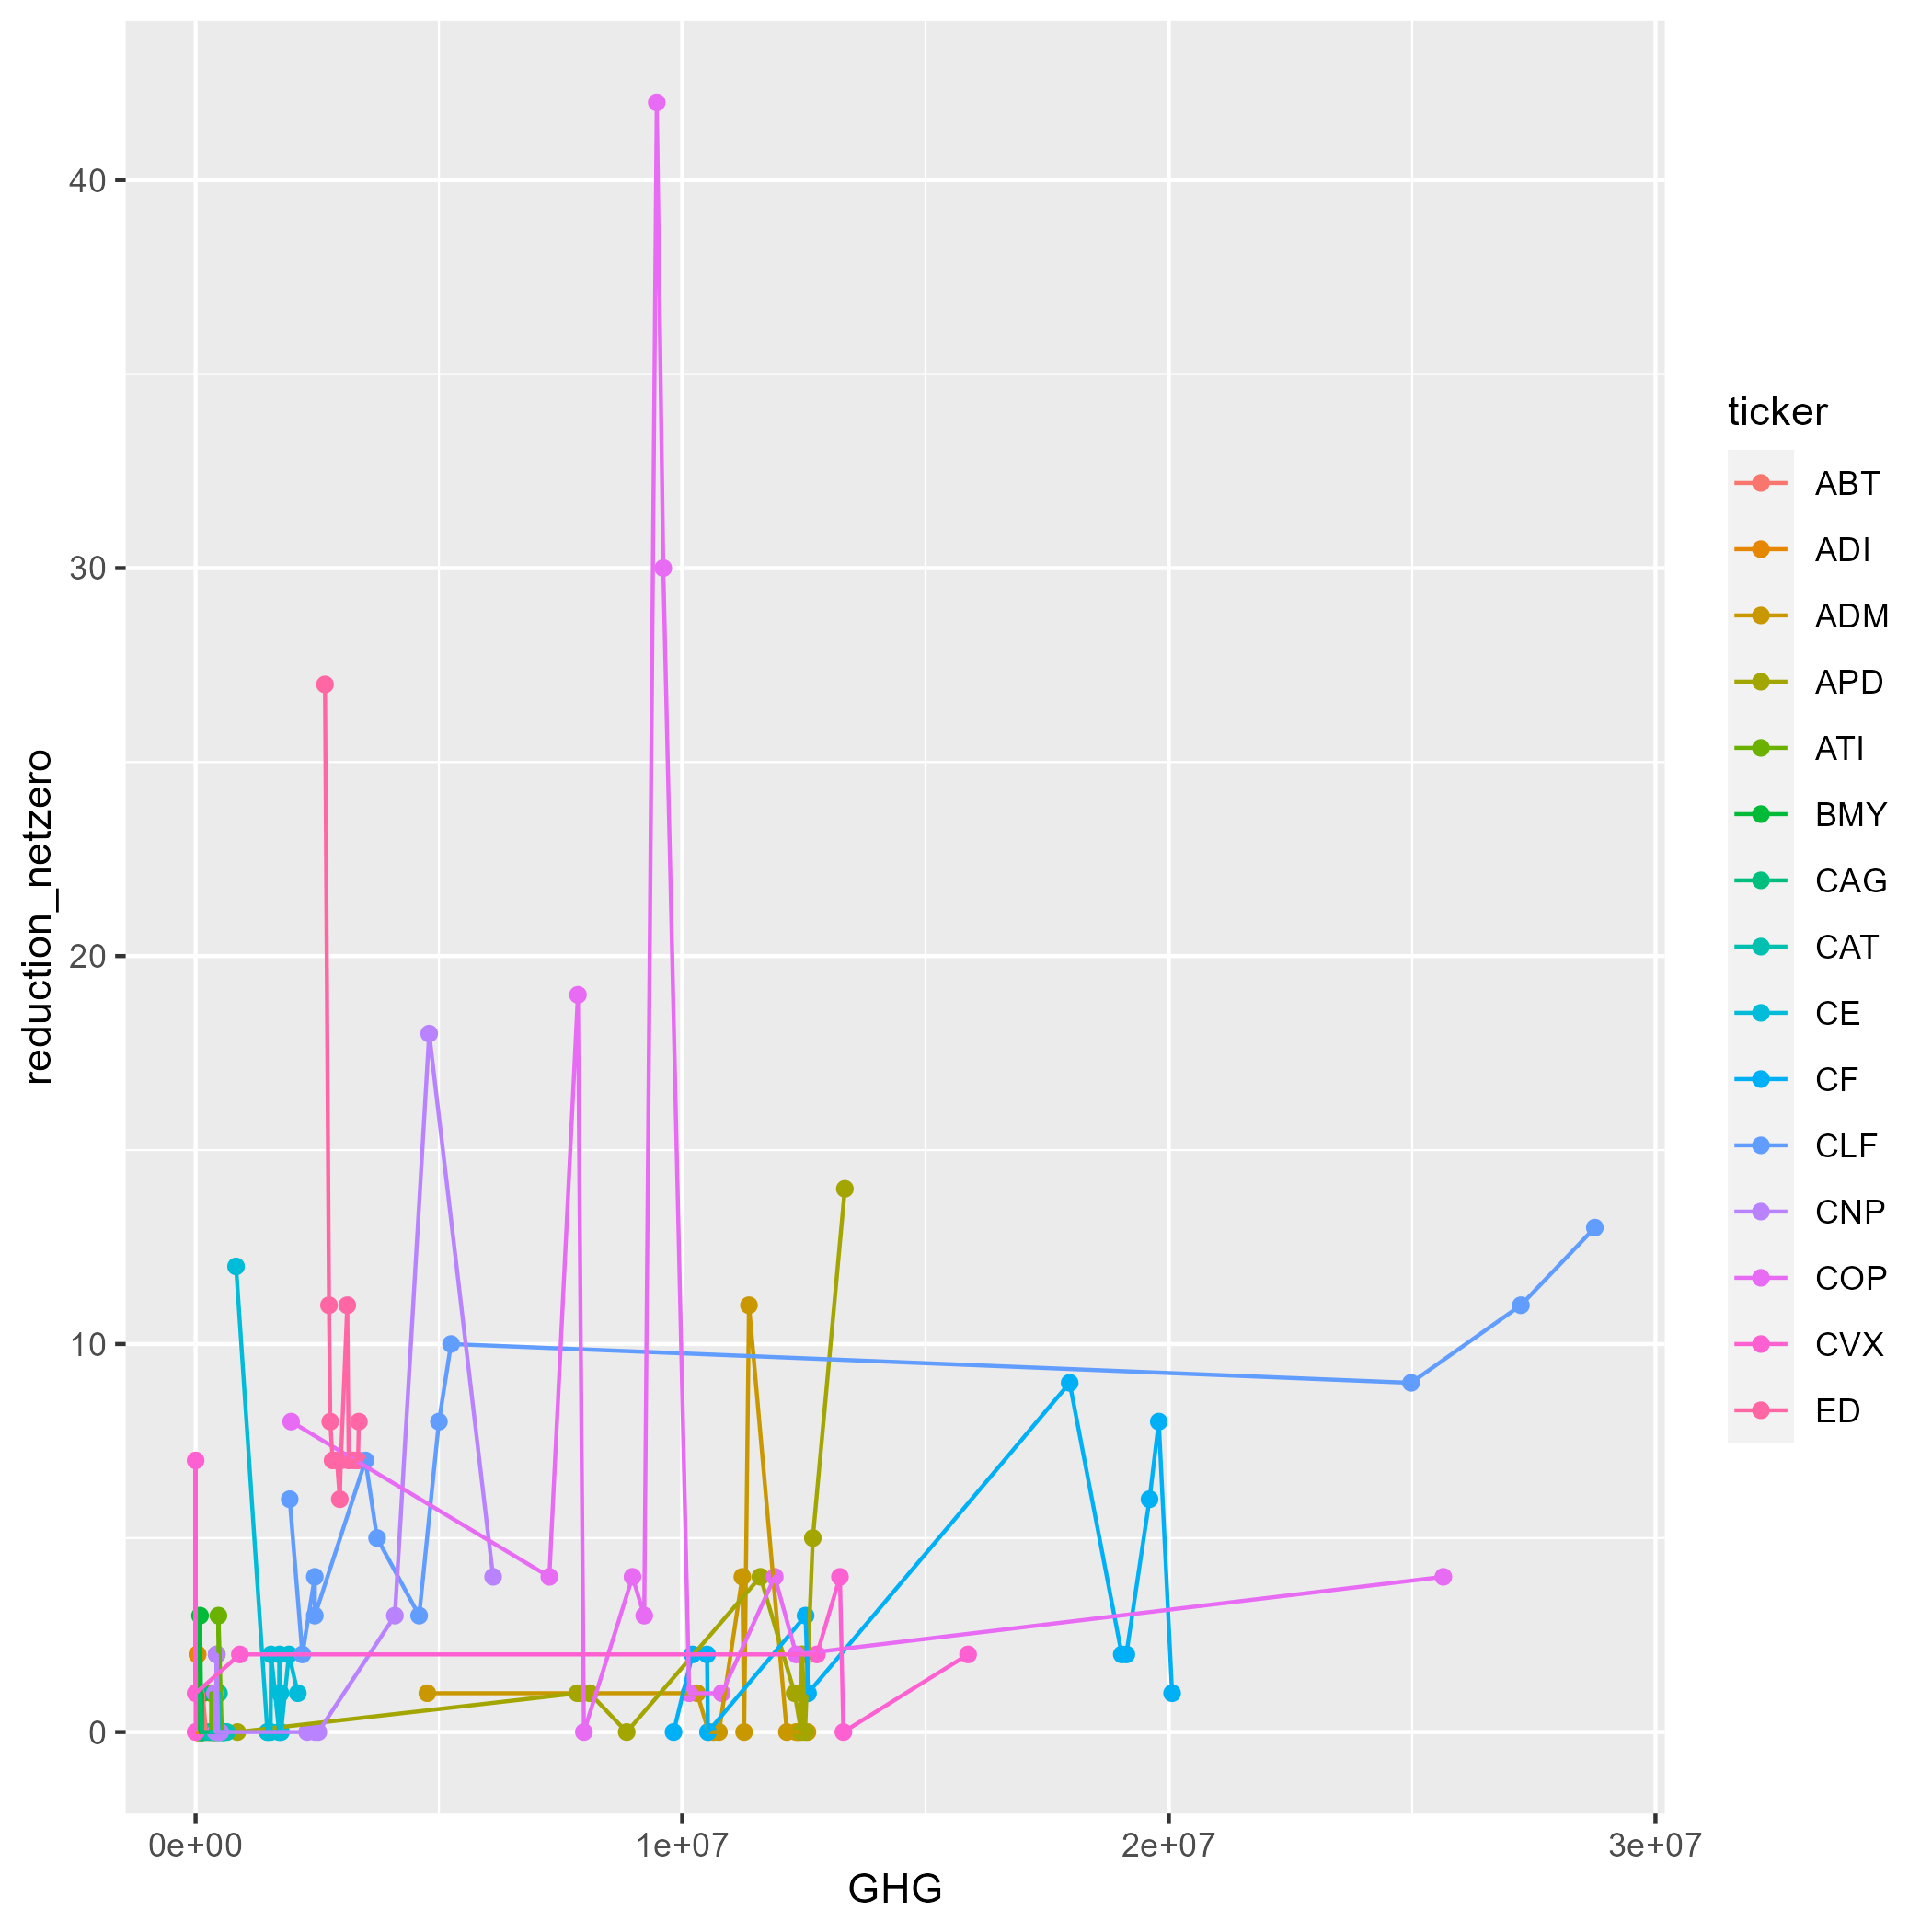 reduction_netzero
40
30
20
10
0
0e+00
1e+07
2e+07
3e+07
GHG
ticker
ABT
ADI
ADM
APD
ATI
BMY
CAG
CAT
CE
CF
CLF
CNP
COP
CVX
ED